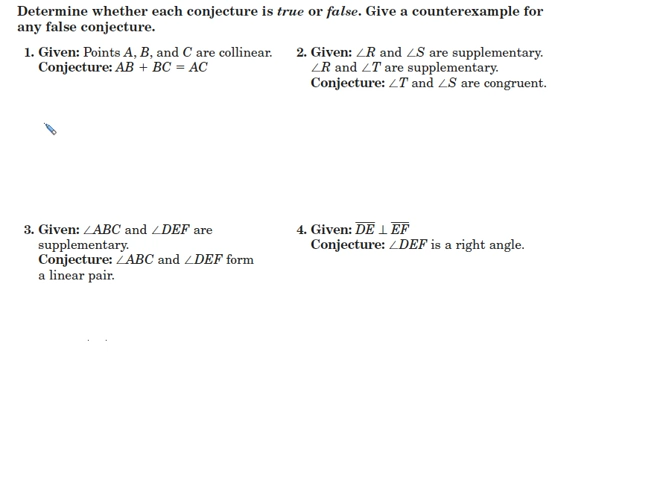 Determine whether each conjecture is true or false. Give a counterexample for
any false conjecture.
1. Given: Points A, B, and C are collinear.
Conjecture: AB + BC = AC
2. Given: ∠R and ∠S are supplementary.
∠R and ∠T are supplementary.
Conjecture: ∠T and ∠S are congruent.
3. Given: ∠ABC and ∠DEF are
supplementary.
Conjecture: ∠ABC and ∠DEF form
a linear pair.
4. Given: D̅E̅ ⊥ E̅F̅
Conjecture: ∠DEF is a right angle.